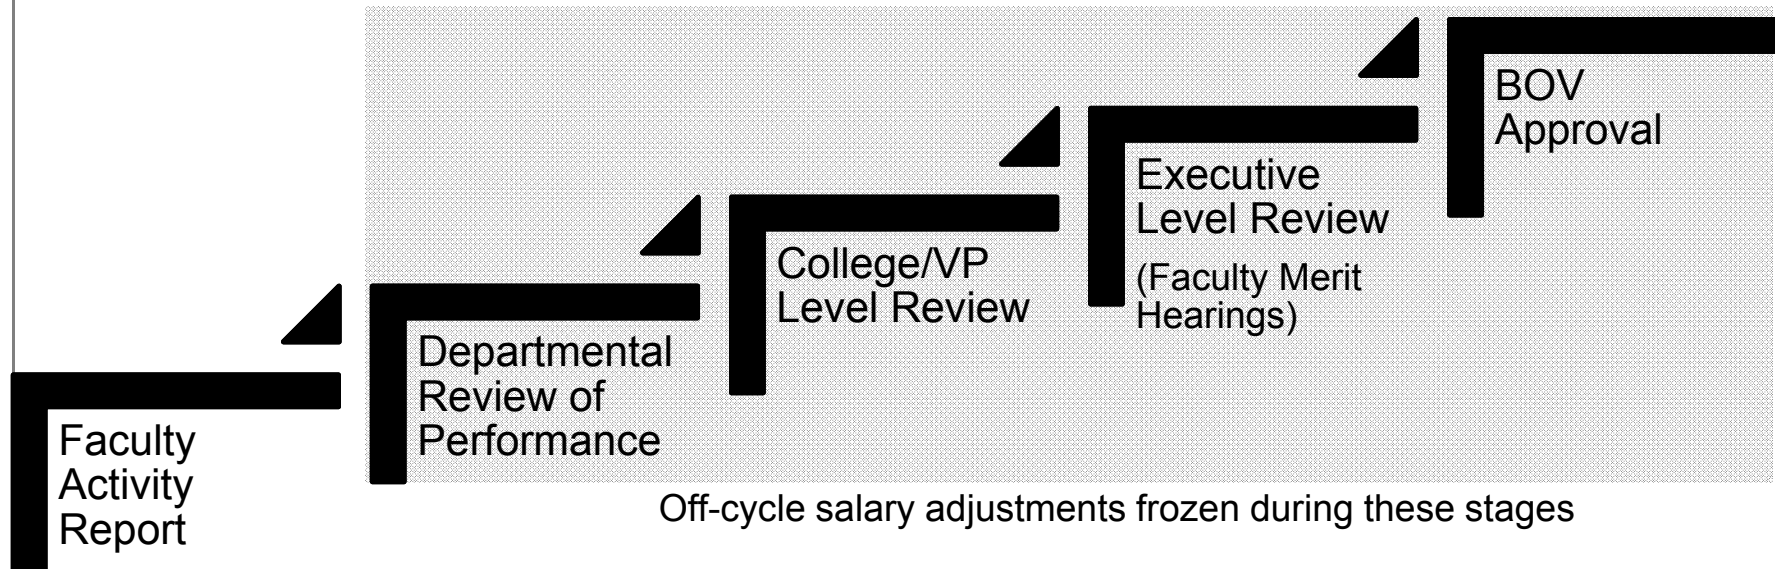 Faculty
Activity
Report
Departmental
Review of
Performance
College/VP
Level Review
Executive
Level Review
(Faculty Merit
Hearings)
BOV
Approval
Off-cycle salary adjustments frozen during these stages